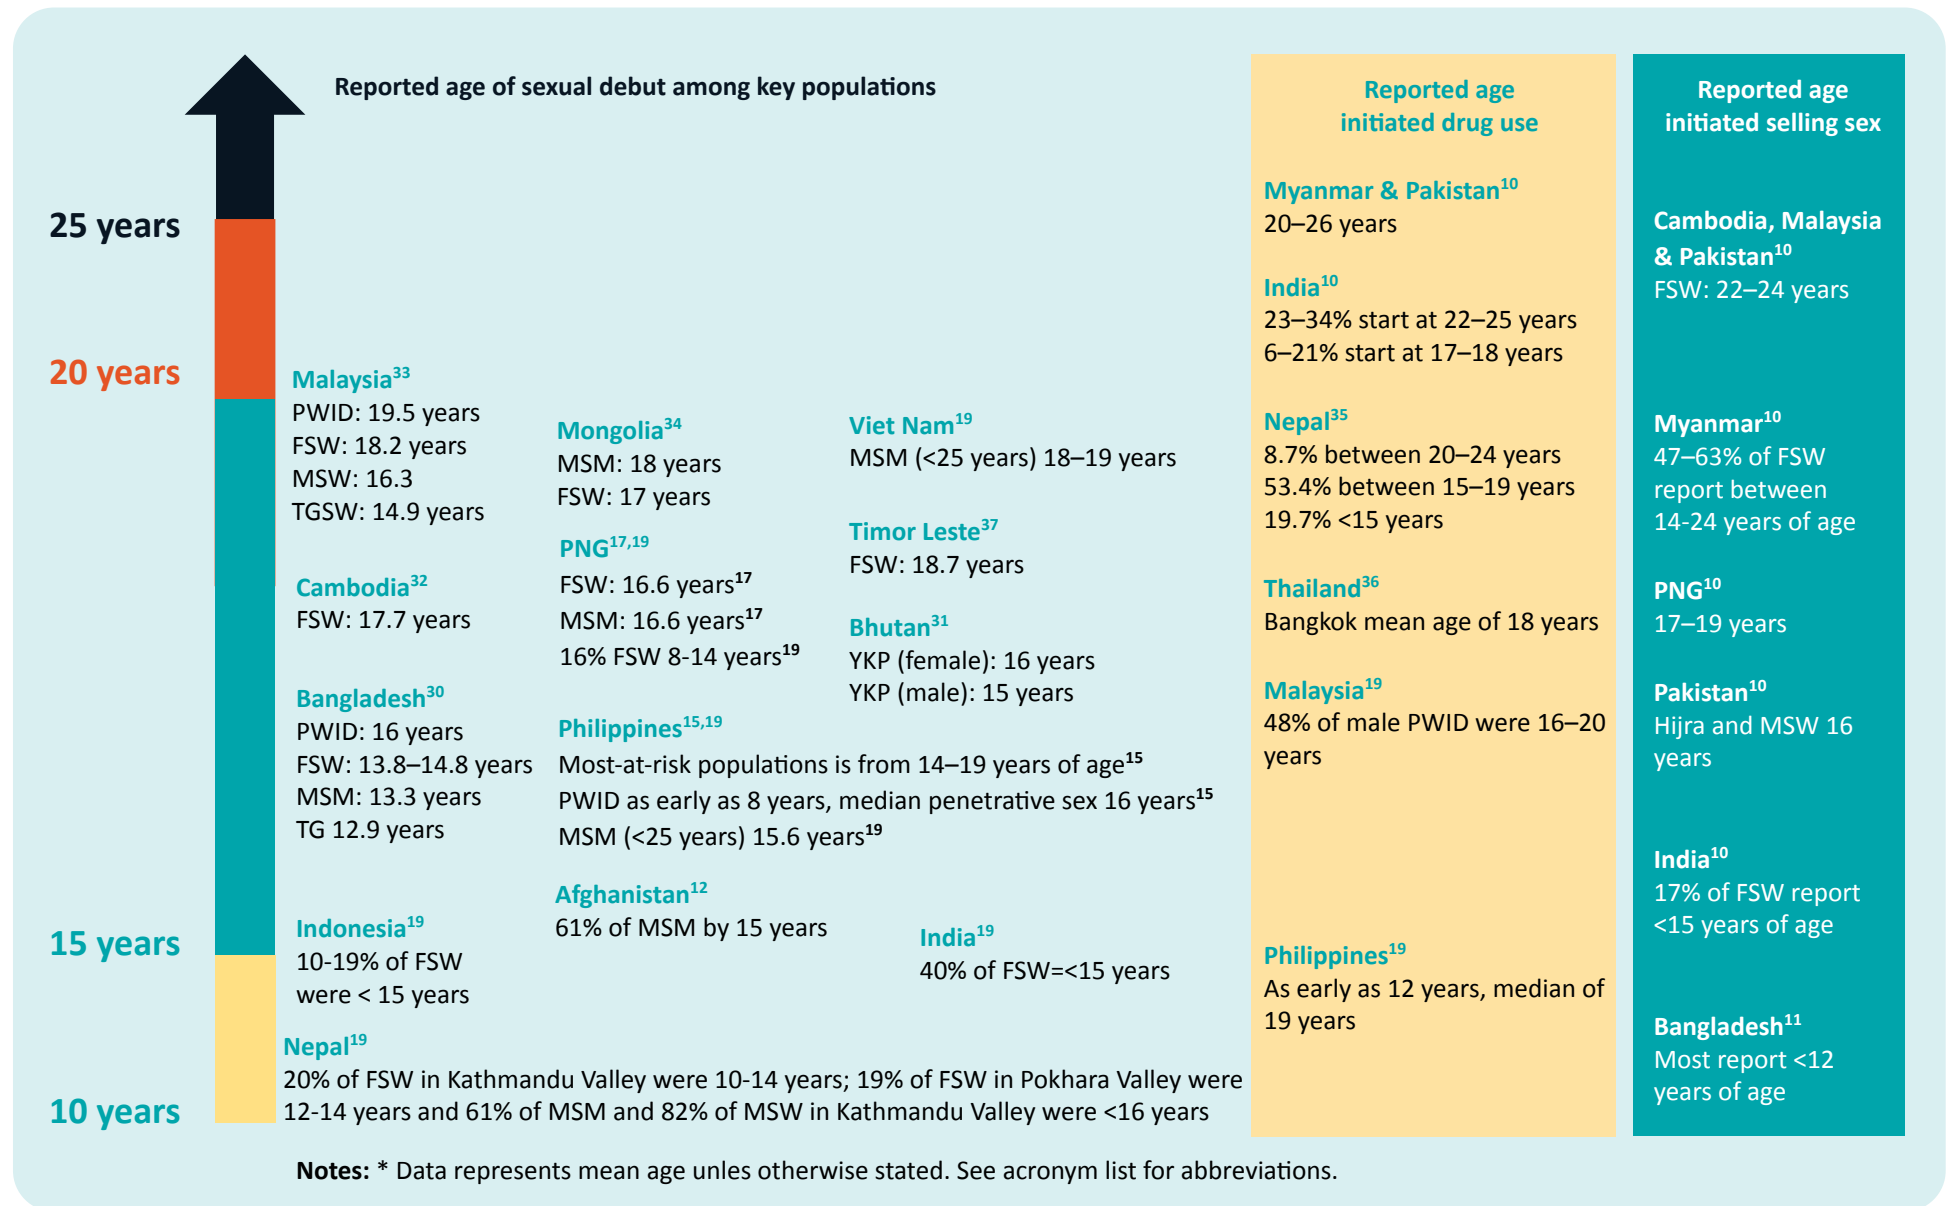 Reported age of sexual debut among key populations
25 years
20 years
15 years
10 years
Malaysia33
PWID: 19.5 years
FSW: 18.2 years
MSW: 16.3
TGSW: 14.9 years
Cambodia32
FSW: 17.7 years
Bangladesh30
PWID: 16 years
FSW: 13.8–14.8 years
MSM: 13.3 years
TG 12.9 years
Indonesia19
10-19% of FSW
were < 15 years
Mongolia34
MSM: 18 years
FSW: 17 years
PNG17,19
FSW: 16.6 years17
MSM: 16.6 years17
16% FSW 8-14 years19
Viet Nam19
MSM (<25 years) 18–19 years
Timor Leste37
FSW: 18.7 years
Bhutan31
YKP (female): 16 years
YKP (male): 15 years
Philippines15,19
Most-at-risk populations is from 14–19 years of age15
PWID as early as 8 years, median penetrative sex 16 years15
MSM (<25 years) 15.6 years19
Afghanistan12
61% of MSM by 15 years
India19
40% of FSW=<15 years
Nepal19
20% of FSW in Kathmandu Valley were 10-14 years; 19% of FSW in Pokhara Valley were
12-14 years and 61% of MSM and 82% of MSW in Kathmandu Valley were <16 years
Reported age
initiated drug use
Myanmar & Pakistan10
20–26 years
India10
23–34% start at 22–25 years
6–21% start at 17–18 years
Nepal35
8.7% between 20–24 years
53.4% between 15–19 years
19.7% <15 years
Thailand36
Bangkok mean age of 18 years
Malaysia19
48% of male PWID were 16–20
years
Philippines19
As early as 12 years, median of
19 years
Reported age
initiated selling sex
Cambodia, Malaysia
& Pakistan10
FSW: 22–24 years
Myanmar10
47–63% of FSW
report between
14-24 years of age
PNG10
17–19 years
Pakistan10
Hijra and MSW 16
years
India10
17% of FSW report
<15 years of age
Bangladesh11
Most report <12
years of age
Notes: * Data represents mean age unles otherwise stated. See acronym list for abbreviations.